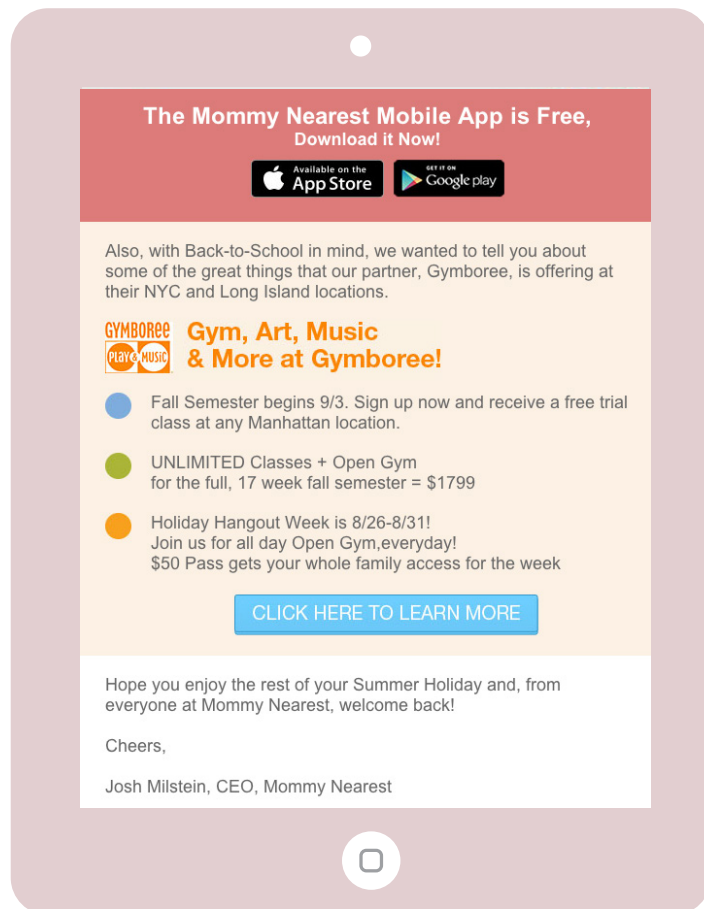 The Mommy Nearest Mobile App is Free,
Download it Now!
Available on the
App Store
GET IT ON
Google play
Also, with Back-to-School in mind, we wanted to tell you about
some of the great things that our partner, Gymboree, is offering at
their NYC and Long Island locations.
GYMBOREE
PLAY & MUSIC
Gym, Art, Music
& More at Gymboree!
Fall Semester begins 9/3. Sign up now and receive a free trial
class at any Manhattan location.
UNLIMITED Classes + Open Gym
for the full, 17 week fall semester = $1799
Holiday Hangout Week is 8/26-8/31!
Join us for all day Open Gym,everyday!
$50 Pass gets your whole family access for the week
CLICK HERE TO LEARN MORE
Hope you enjoy the rest of your Summer Holiday and, from
everyone at Mommy Nearest, welcome back!
Cheers,
Josh Milstein, CEO, Mommy Nearest